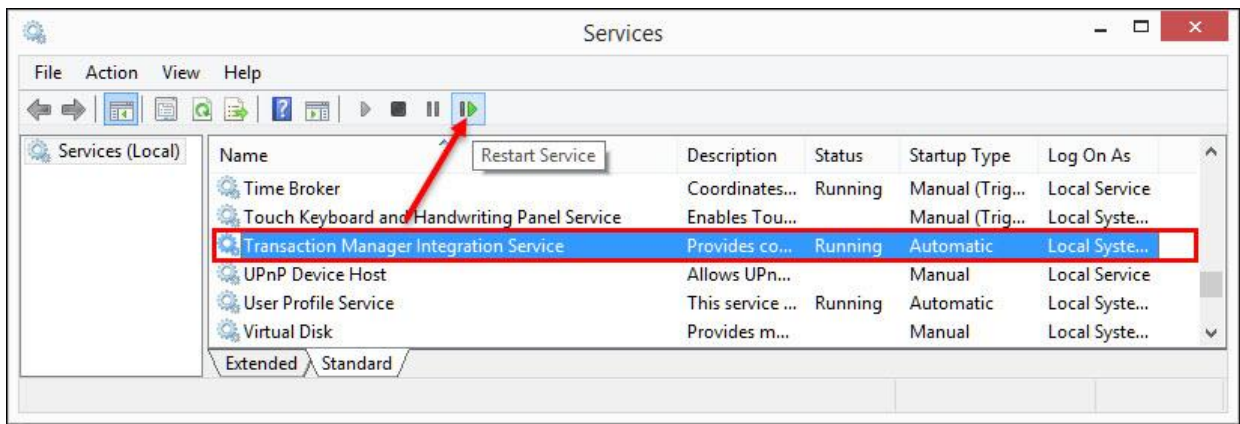 Services
File Action View Help
Services (Local)
Name Restart Service Description Status Startup Type Log On As
Time Broker Coordinates... Running Manual (Trig... Local Service
Touch Keyboard and Handwriting Panel Service Enables Tou... Manual (Trig... Local Syste...
Transaction Manager Integration Service Provides co... Running Automatic Local Syste...
UPnP Device Host Allows UPn... Manual Local Service
User Profile Service This service ... Running Automatic Local Syste...
Virtual Disk Provides m... Manual Local Syste...
Extended Standard